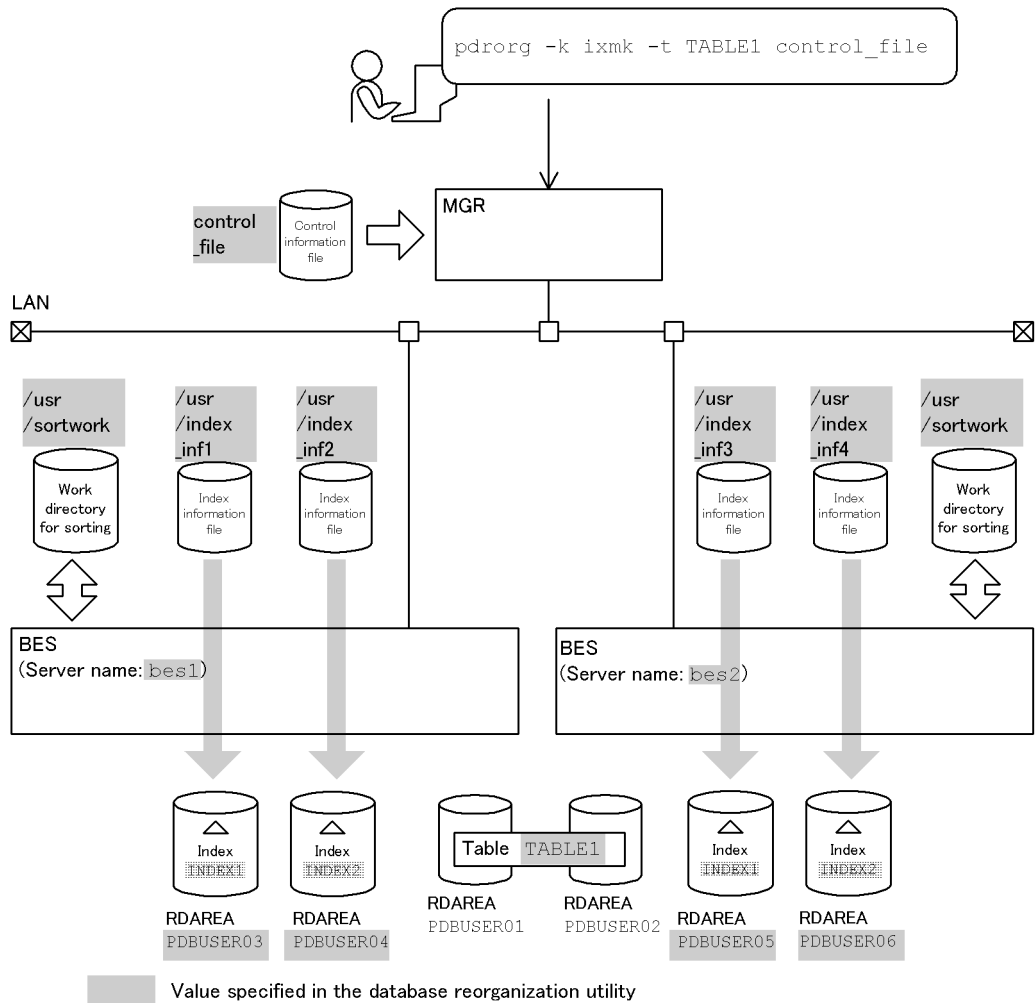 pdrorg -k ixmk -t TABLE1 control_file
MGR
control
_file
Control
information
file
LAN
/usr
/sortwork
/usr
/index
_inf1
/usr
/index
_inf2
/usr
/index
_inf3
/usr
/index
_inf4
/usr
/sortwork
Work
directory
for sorting
Index
information
file
Index
information
file
Index
information
file
Index
information
file
Work
directory
for sorting
BES
(Server name: bes1)
BES
(Server name: bes2)
Index
INDEX1
Index
INDEX2
Table TABLE1
Index
INDEX1
Index
INDEX2
RDAREA
PDBUSER03
RDAREA
PDBUSER04
RDAREA
PDBUSER01
RDAREA
PDBUSER02
RDAREA
PDBUSER05
RDAREA
PDBUSER06
Value specified in the database reorganization utility